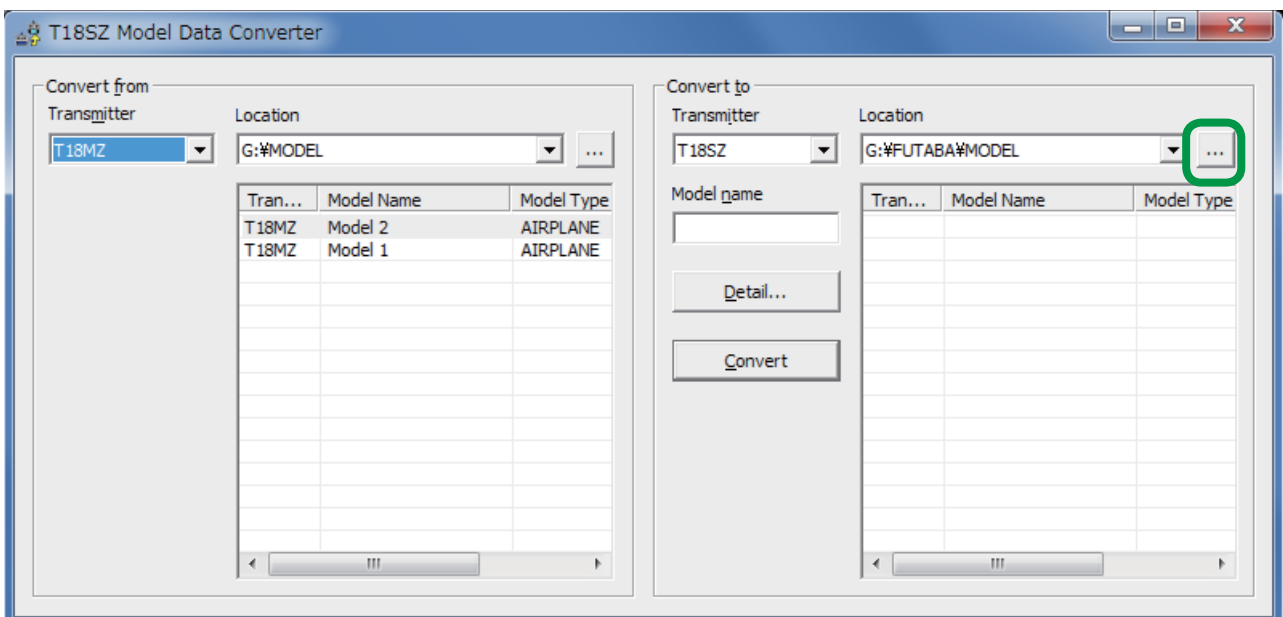 T18SZ Model Data Converter
Convert from
Transmitter
Location
T18MZ
G:¥MODEL
...
Tran... Model Name Model Type
T18MZ Model 2 AIRPLANE
T18MZ Model 1 AIRPLANE
Convert to
Transmitter
Location
T18SZ
G:¥FUTABA¥MODEL
...
Model name
Detail...
Convert
Tran... Model Name Model Type